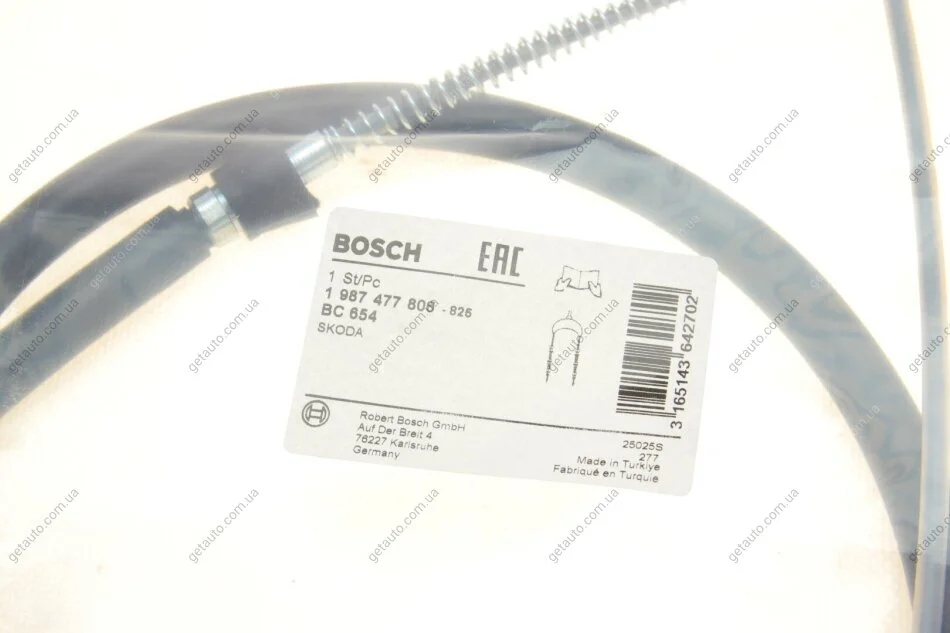 BOSCH
EAC
1 St/Pc
1 987 477 808 - 825
BC 654
SKODA
3 165143 642702
Robert Bosch GmbH
Auf Der Breit 4
76227 Karlsruhe
Germany
25025S
277
Made in Türkiye
Fabriqué en Turquie
getauto.com.ua